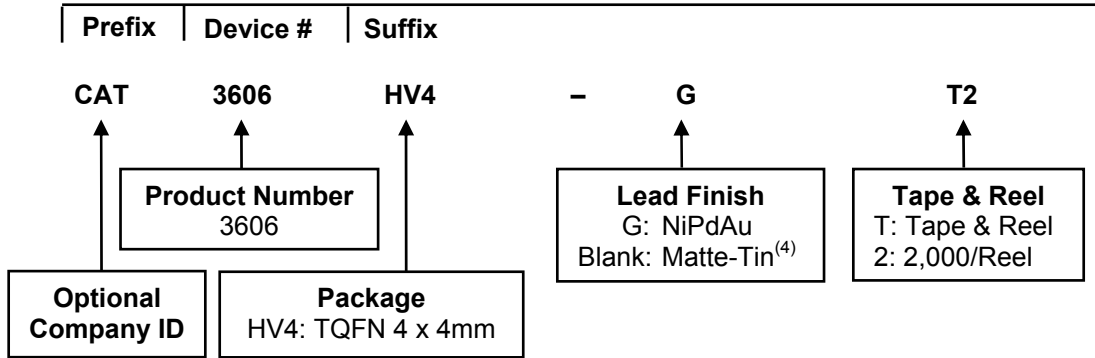 Prefix Device # Suffix
CAT 3606 HV4 – G T2
Product Number
3606
Lead Finish
G: NiPdAu
Blank: Matte-Tin(4)
Tape & Reel
T: Tape & Reel
2: 2,000/Reel
Optional
Company ID
Package
HV4: TQFN 4 x 4mm